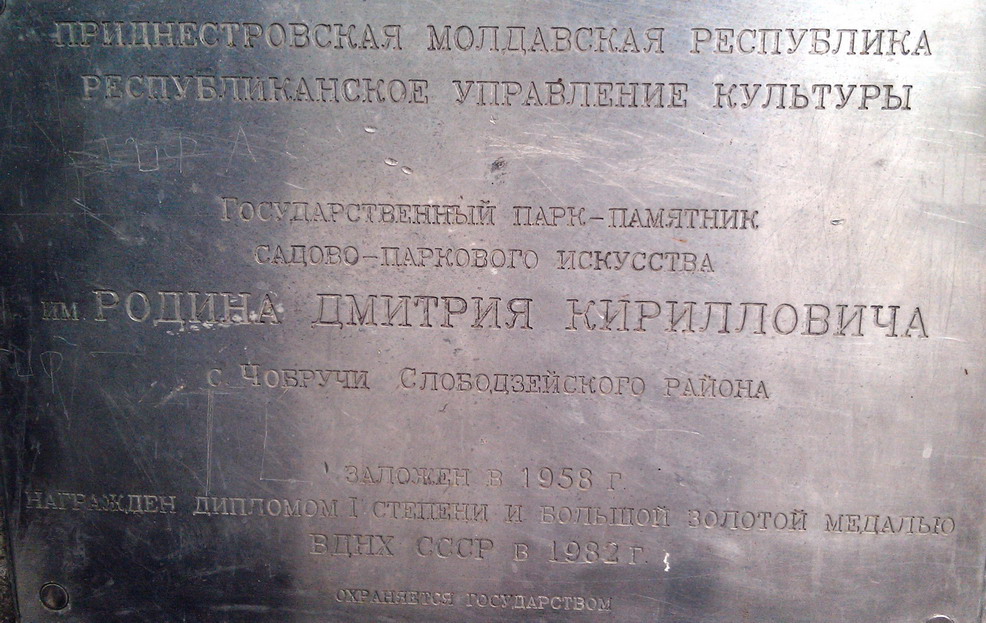 ПРИДНЕСТРОВСКАЯ МОЛДАВСКАЯ РЕСПУБЛИКА
РЕСПУБЛИКАНСКОЕ УПРАВЛЕНИЕ КУЛЬТУРЫ
ГОСУДАРСТВЕННЫЙ ПАРК-ПАМЯТНИК
САДОВО-ПАРКОВОГО ИСКУССТВА
ИМ. РОДИНА ДМИТРИЯ КИРИЛЛОВИЧА
С ЧОБРУЧИ СЛОБОДЗЕЙСКОГО РАЙОНА
ЗАЛОЖЕН В 1958 Г.
НАГРАЖДЕН ДИПЛОМОМ I СТЕПЕНИ И БОЛЬШОЙ ЗОЛОТОЙ МЕДАЛЬЮ
ВДНХ СССР В 1982 Г.
ОХРАНЯЕТСЯ ГОСУДАРСТВОМ